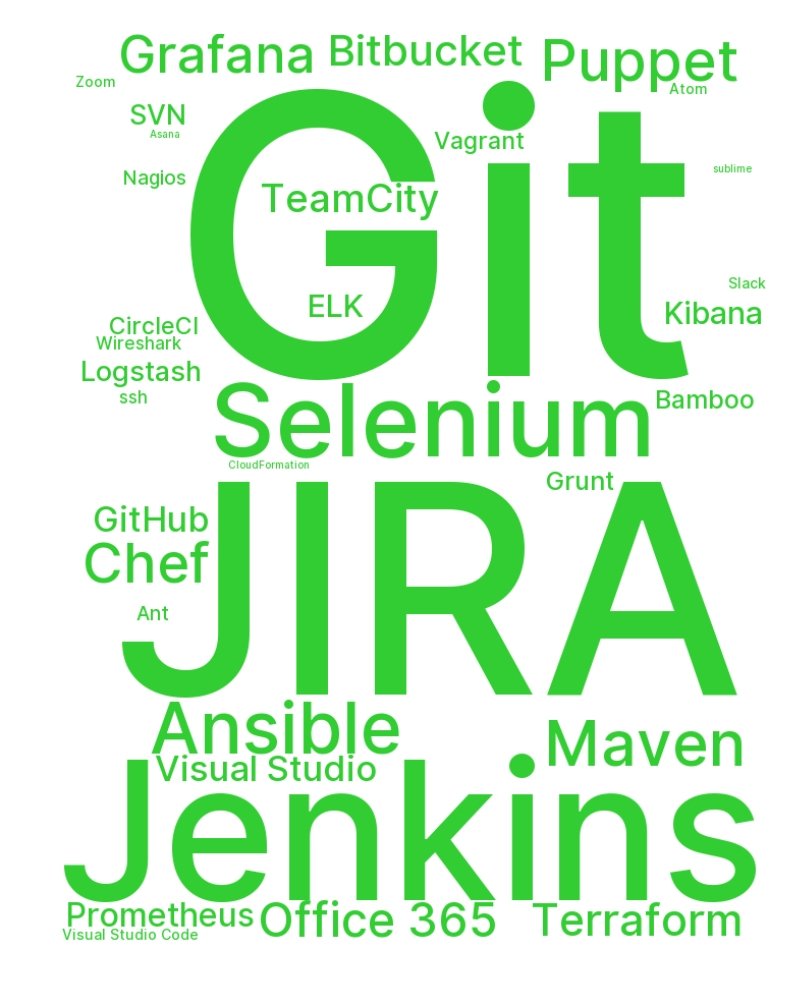 Grafana
Bitbucket
Puppet
Zoom
Atom
SVN
Asana
Vagrant
Git
Nagios
sublime
TeamCity
Slack
ELK
Kibana
CircleCI
Wireshark
Logstash
ssh
Bamboo
Selenium
CloudFormation
Grunt
GitHub
Chef
JIRA
Ant
Ansible
Maven
Visual Studio
Jenkins
Prometheus
Office 365
Terraform
Visual Studio Code